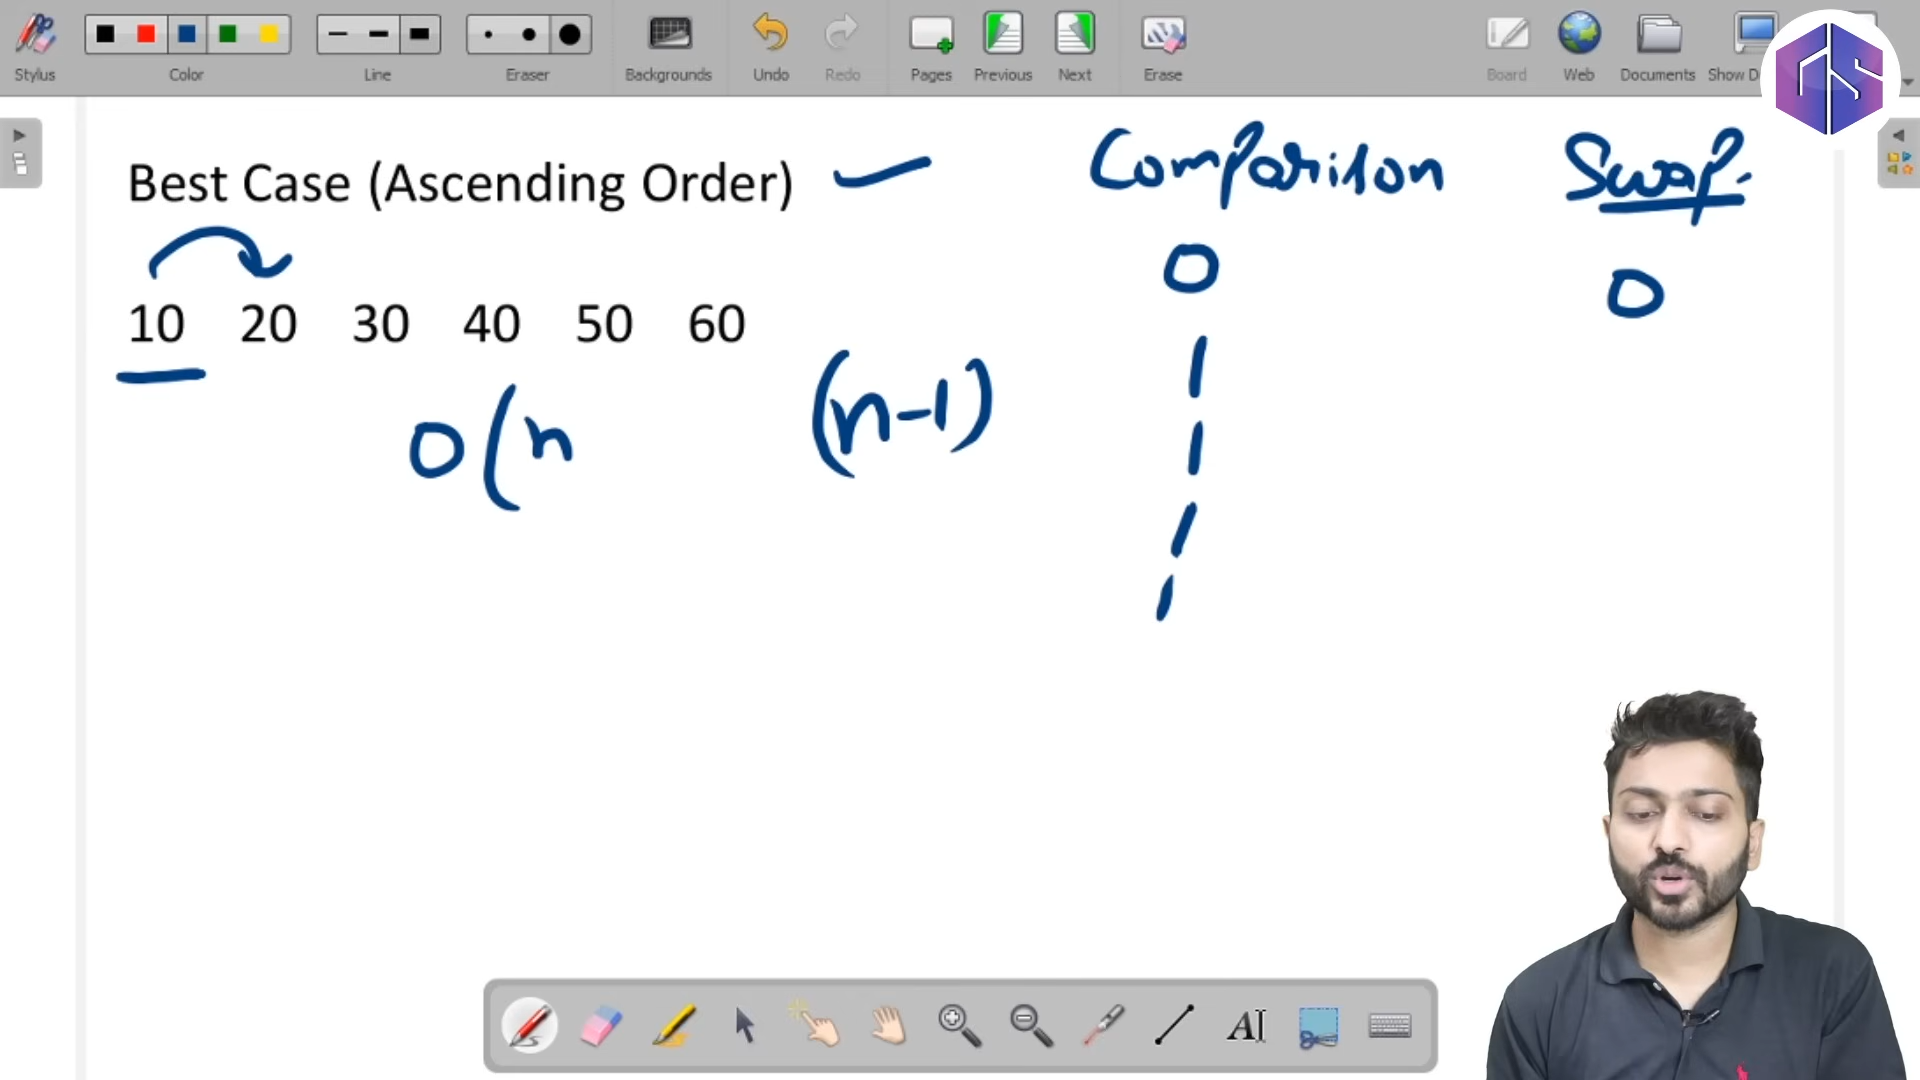 Stylus
Color
Line
Eraser
Backgrounds
Undo
Redo
Pages
Previous
Next
Erase
Board
Web
Documents
Show D
Best Case (Ascending Order)
Comparison
Swap.
0
0
10 20 30 40 50 60
1
O(n
(n-1)
1
1
1